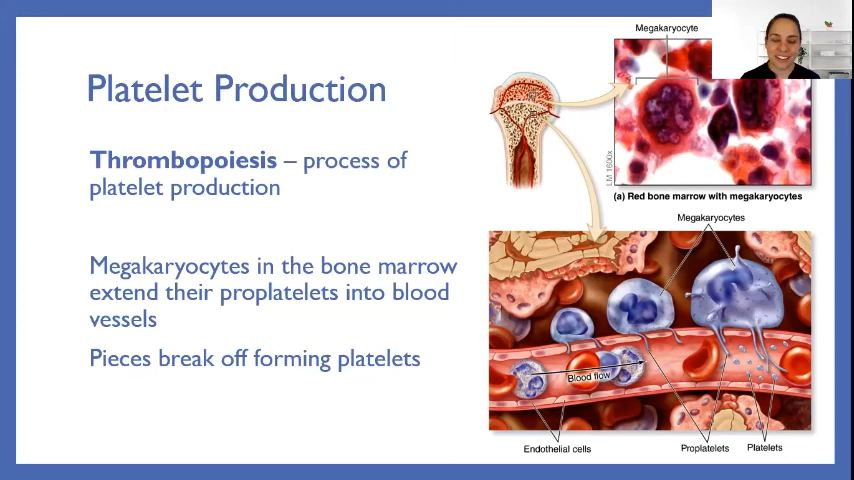 Platelet Production
Thrombopoiesis – process of
platelet production
Megakaryocytes in the bone marrow
extend their proplatelets into blood
vessels
Pieces break off forming platelets
Megakaryocyte
LM 1600x
(a) Red bone marrow with megakaryocytes
Megakaryocytes
Blood flow
Endothelial cells
Proplatelets
Platelets